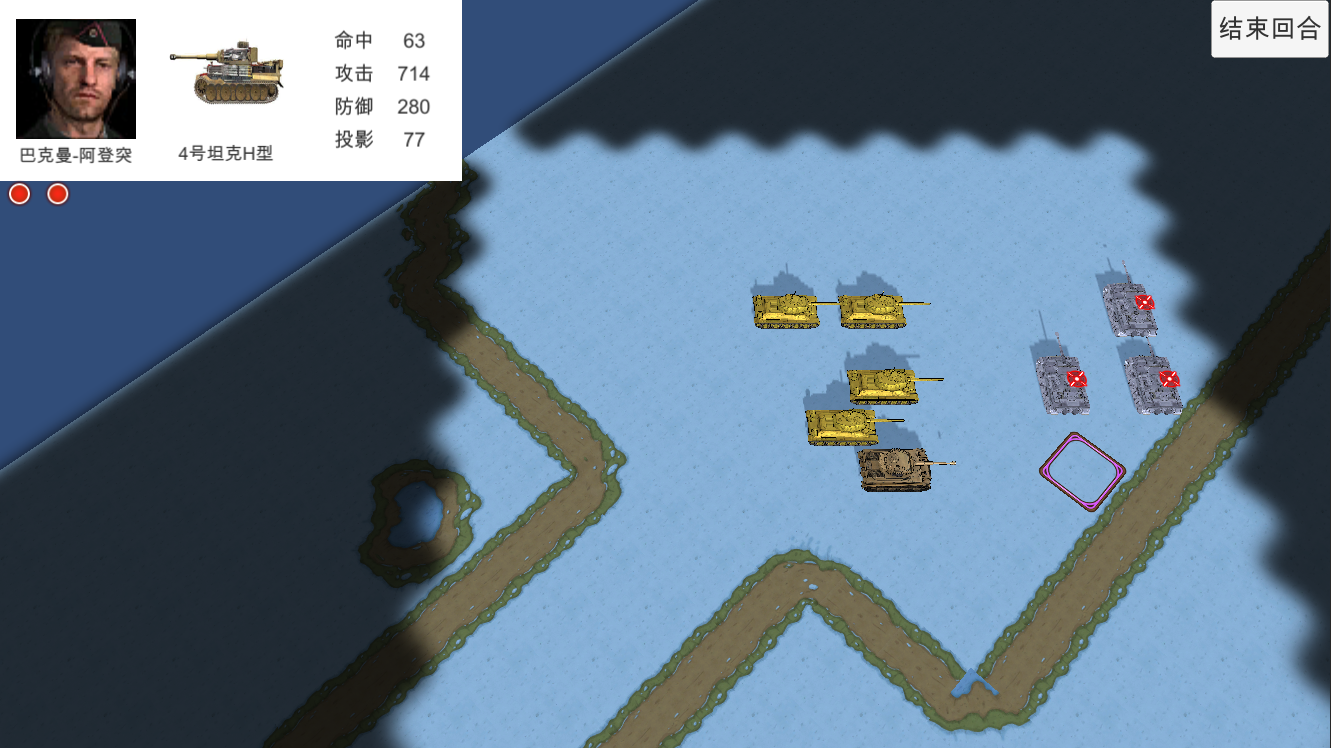 结束回合
命中 63
攻击 714
防御 280
投影 77
巴克曼-阿登突
4号坦克H型